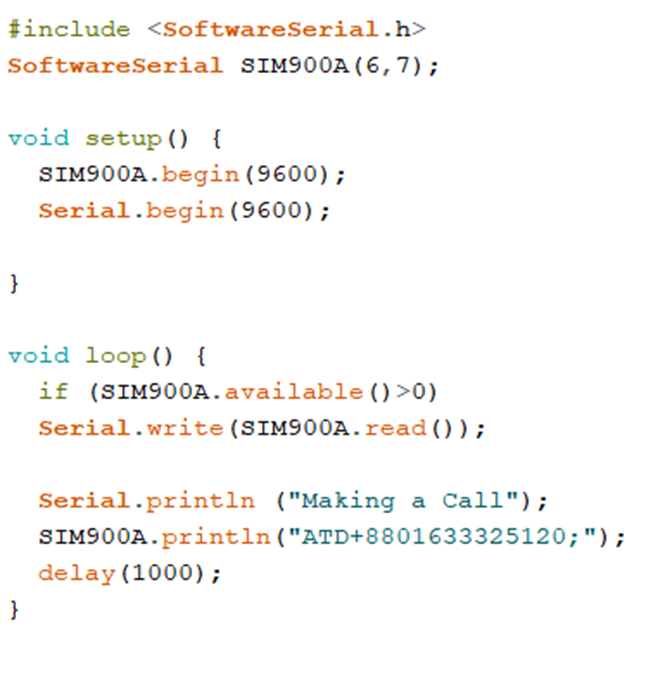 #include <SoftwareSerial.h>
SoftwareSerial SIM900A(6,7);
void setup() {
SIM900A.begin(9600);
Serial.begin(9600);
}
void loop() {
if (SIM900A.available()>0)
Serial.write(SIM900A.read());
Serial.println ("Making a Call");
SIM900A.println("ATD+8801633325120;");
delay(1000);
}